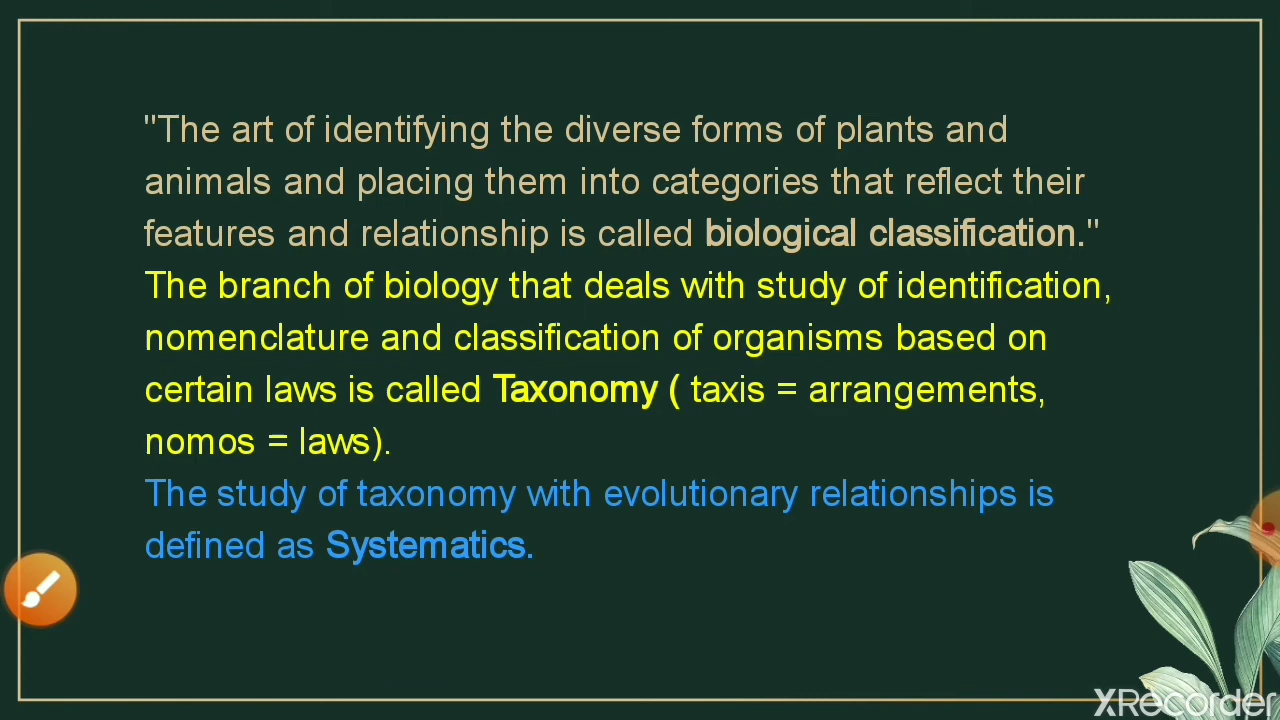 "The art of identifying the diverse forms of plants and
animals and placing them into categories that reflect their
features and relationship is called biological classification."
The branch of biology that deals with study of identification,
nomenclature and classification of organisms based on
certain laws is called Taxonomy ( taxis = arrangements,
nomos = laws).
The study of taxonomy with evolutionary relationships is
defined as Systematics.
XRecorder